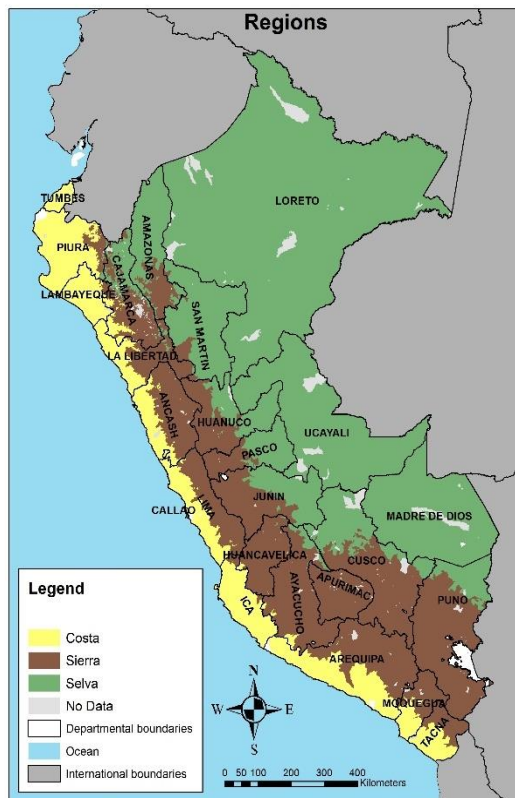 Regions
TUMBES
PIURA
LAMBAYEQUE
CAJAMARCA
AMAZONAS
LORETO
SAN MARTIN
LA LIBERTAD
ANCASH
HUANUCO
UCAYALI
PASCO
JUNIN
LIMA
CALLAO
MADRE DE DIOS
HUANCAVELICA
CUSCO
APURIMAC
AYACUCHO
ICA
PUNO
AREQUIPA
MOQUEGUA
TACNA
Legend
Costa
Sierra
Selva
No Data
Departmental boundaries
Ocean
International boundaries
N
W E
S
0 50 100 200 300 400
Kilometers